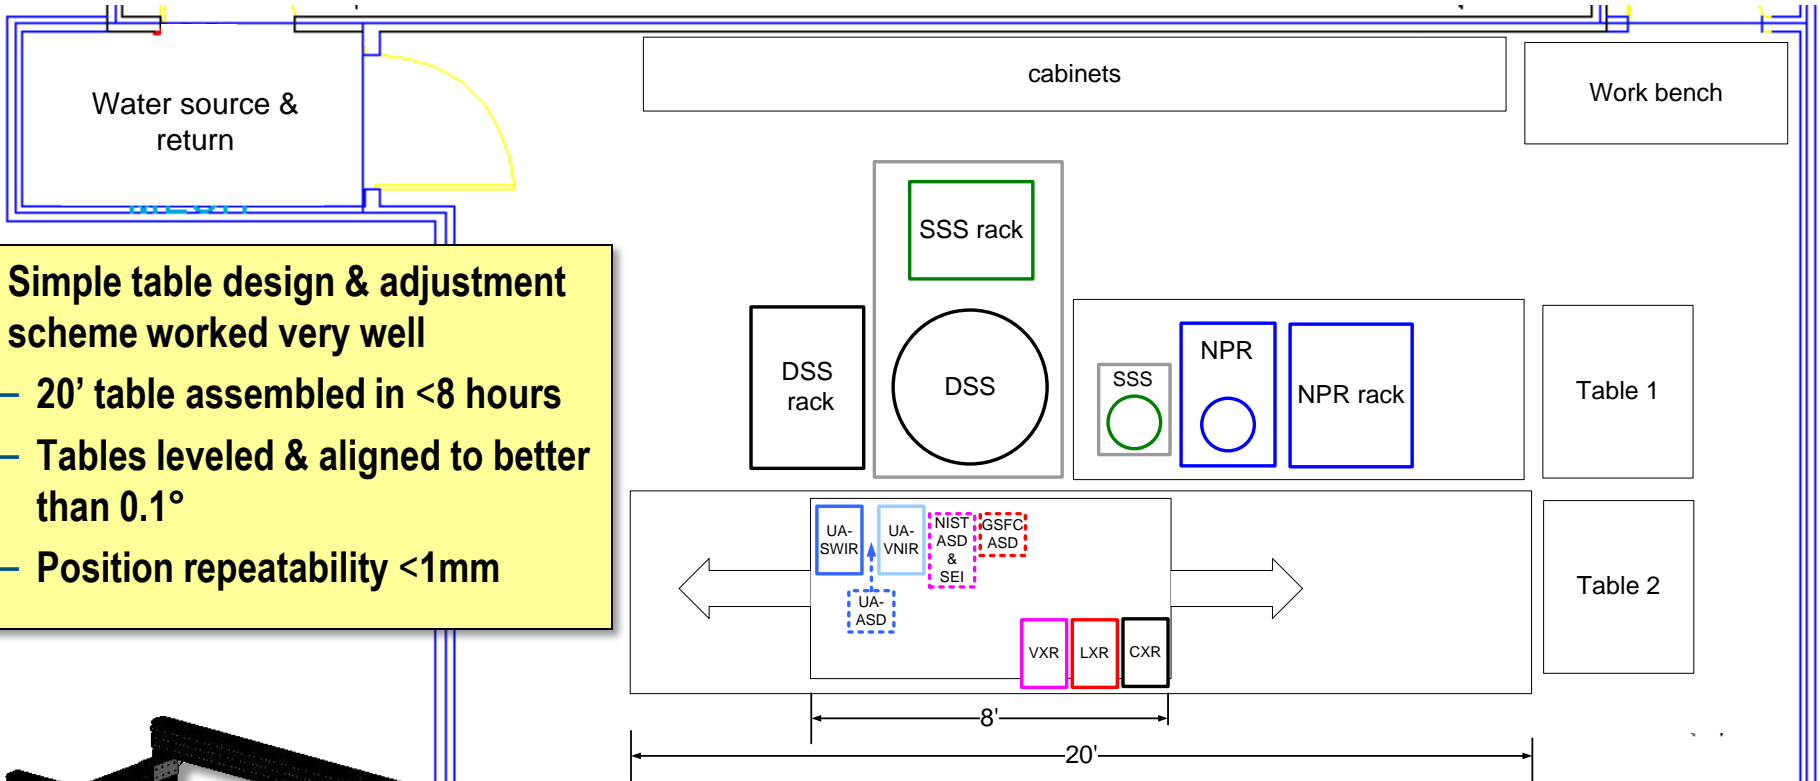 cabinets
Work bench
Water source &
return
SSS rack
Simple table design & adjustment
scheme worked very well
– 20' table assembled in <8 hours
– Tables leveled & aligned to better
than 0.1°
– Position repeatability <1mm
DSS
rack
DSS
SSS
NPR
NPR rack
Table 1
UA-
SWIR
UA-
VNIR
NIST
ASD
&
SEI
GSFC
ASD
UA-
ASD
Table 2
VXR
LXR
CXR
8'
20'